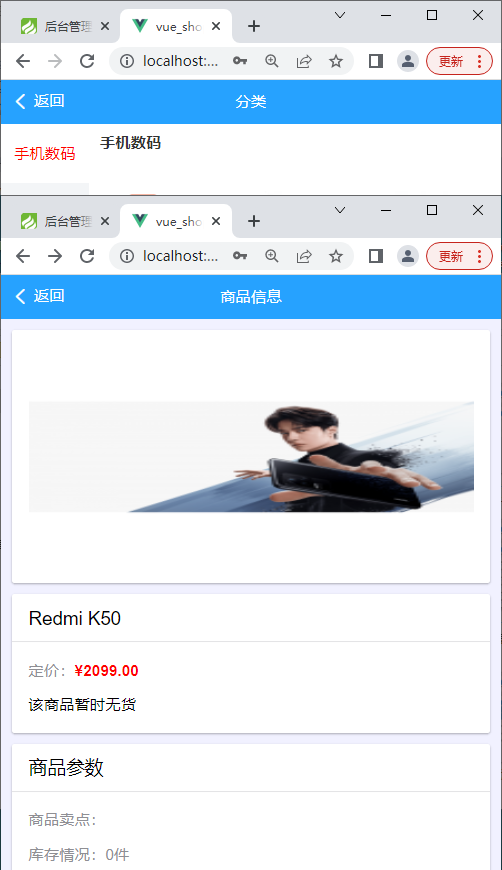 后台管理
vue_sho
localhost:...
更新
返回
分类
手机数码
手机数码
后台管理
vue_sho
localhost:...
更新
返回
商品信息
Redmi K50
定价：¥2099.00
该商品暂时无货
商品参数
商品卖点：
库存情况：0件